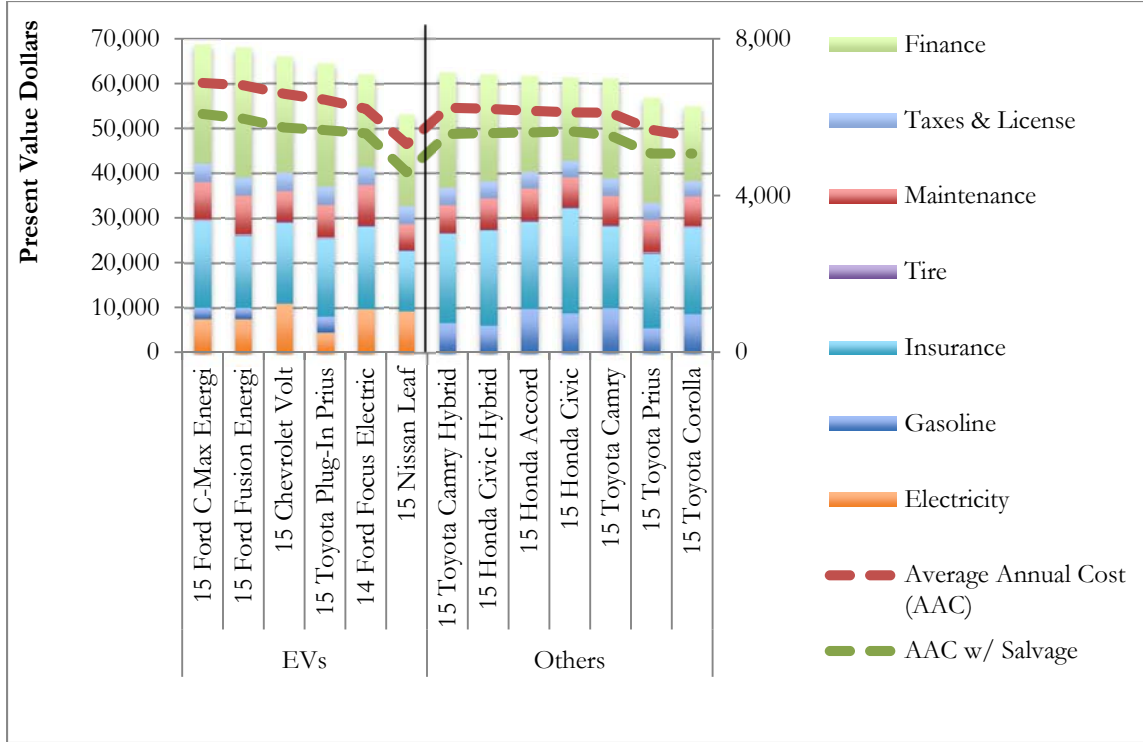 Present Value Dollars
70,000
60,000
50,000
40,000
30,000
20,000
10,000
0
8,000
4,000
0
15 Ford C-Max Energi
15 Ford Fusion Energi
15 Chevrolet Volt
15 Toyota Plug-In Prius
14 Ford Focus Electric
15 Nissan Leaf
15 Toyota Camry Hybrid
15 Honda Civic Hybrid
15 Honda Accord
15 Honda Civic
15 Toyota Camry
15 Toyota Prius
15 Toyota Corolla
EVs
Others
Finance
Taxes & License
Maintenance
Tire
Insurance
Gasoline
Electricity
Average Annual Cost
(AAC)
AAC w/ Salvage